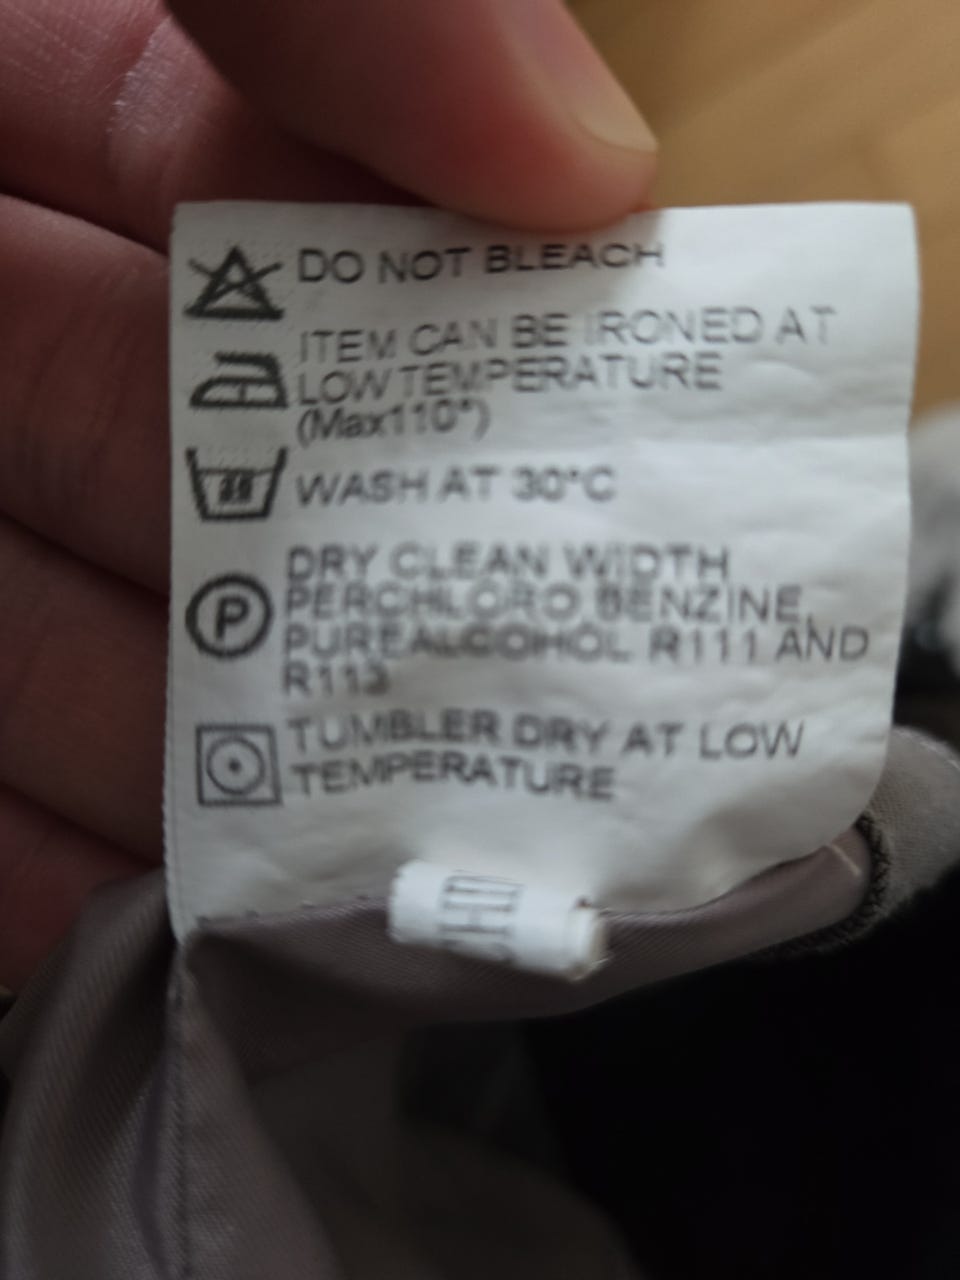 DO NOT BLEACH
ITEM CAN BE IRONED AT
LOW TEMPERATURE
(Max110°)
30 WASH AT 30°C
DRY CLEAN WIDTH
P PERCHLORO BENZINE,
PUREALCOHOL R111 AND
R113
TUMBLER DRY AT LOW
TEMPERATURE